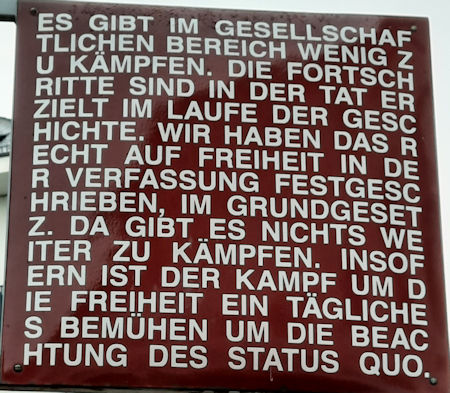 ES GIBT IM GESELLSCHAF
TLICHEN BEREICH WENIG Z
U KÄMPFEN. DIE FORTSCH
RITTE SIND IN DER TAT ER
ZIELT IM LAUFE DER GESC
HICHTE. WIR HABEN DAS R
ECHT AUF FREIHEIT IN DE
R VERFASSUNG FESTGESC
HRIEBEN, IM GRUNDGESET
Z. DA GIBT ES NICHTS WE
ITER ZU KÄMPFEN. INSOF
ERN IST DER KAMPF UM D
IE FREIHEIT EIN TÄGLICHE
S BEMÜHEN UM DIE BEAC
HTUNG DES STATUS QUO.